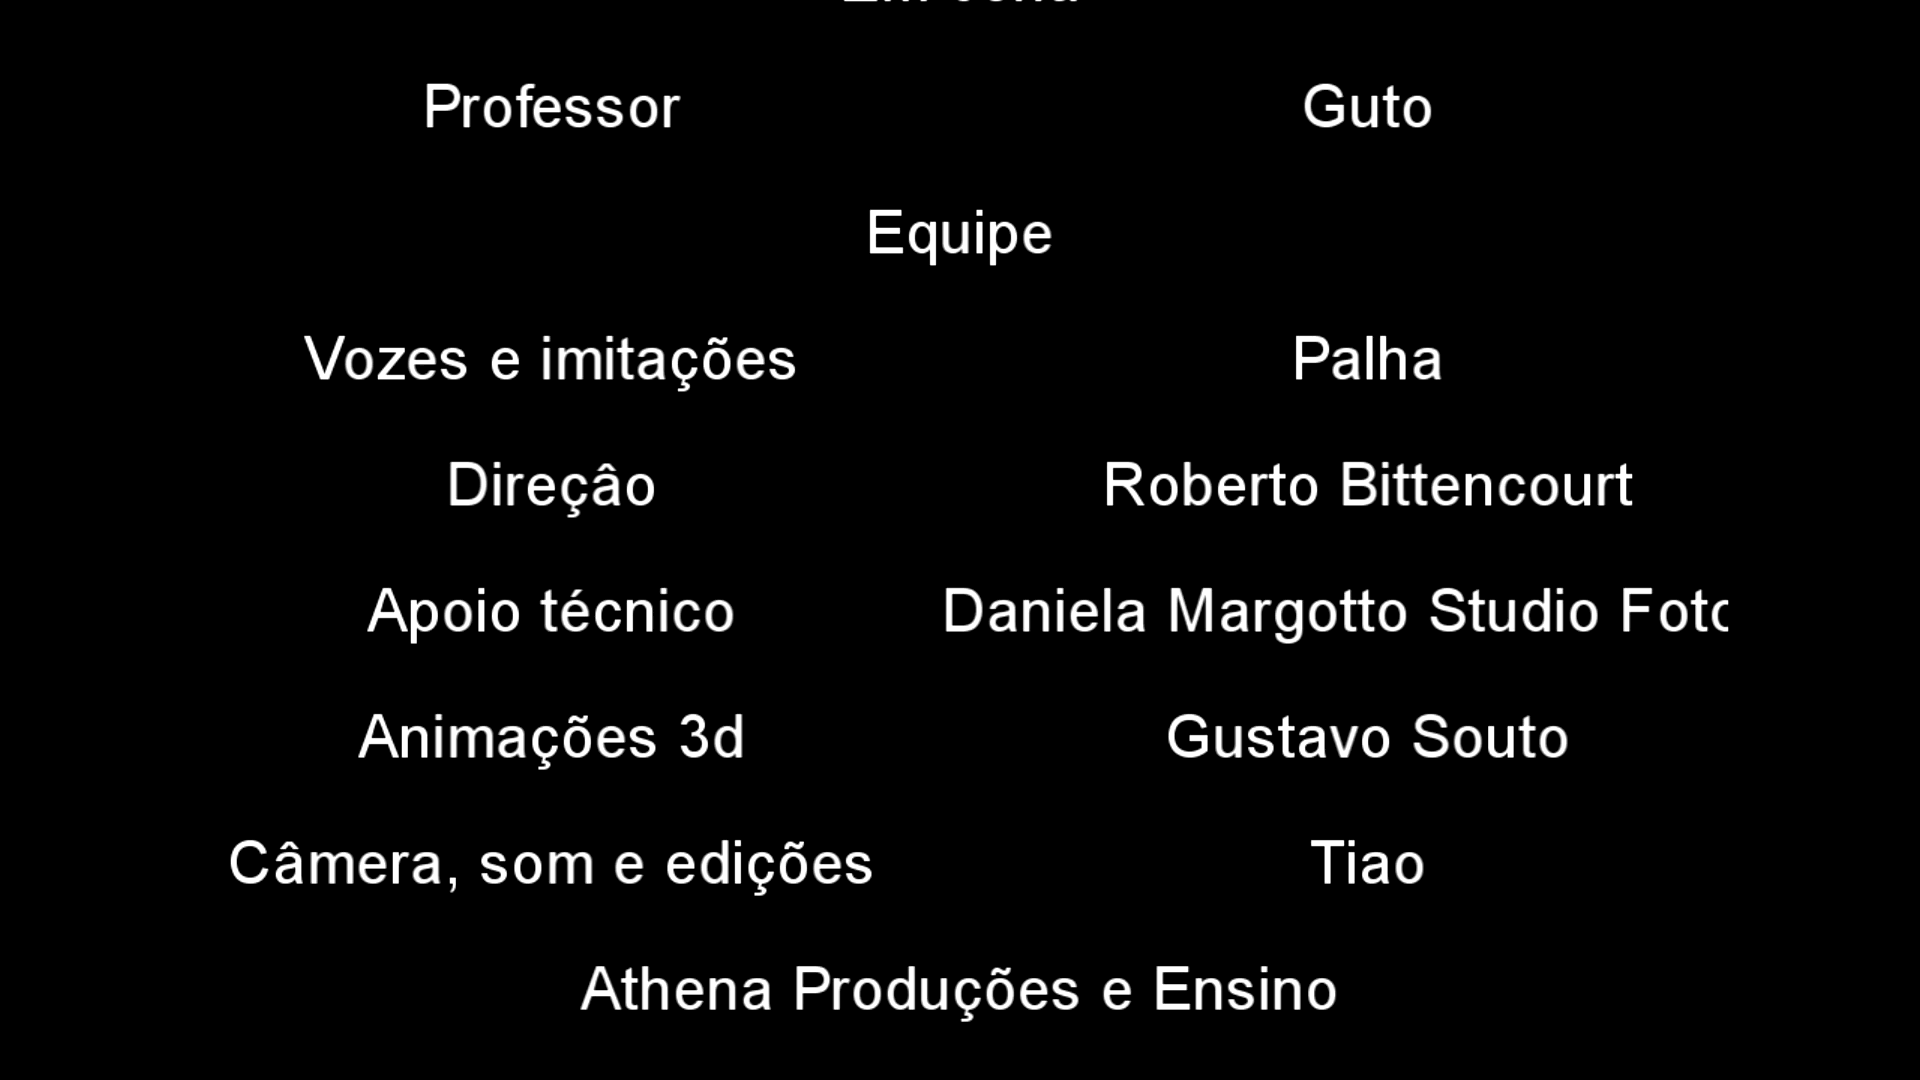 Professor Guto
Equipe
Vozes e imitações Palha
Direçâo Roberto Bittencourt
Apoio técnico Daniela Margotto Studio
Animações 3d Gustavo Souto
Câmera, som e edições Tiao
Athena Produções e Ensino